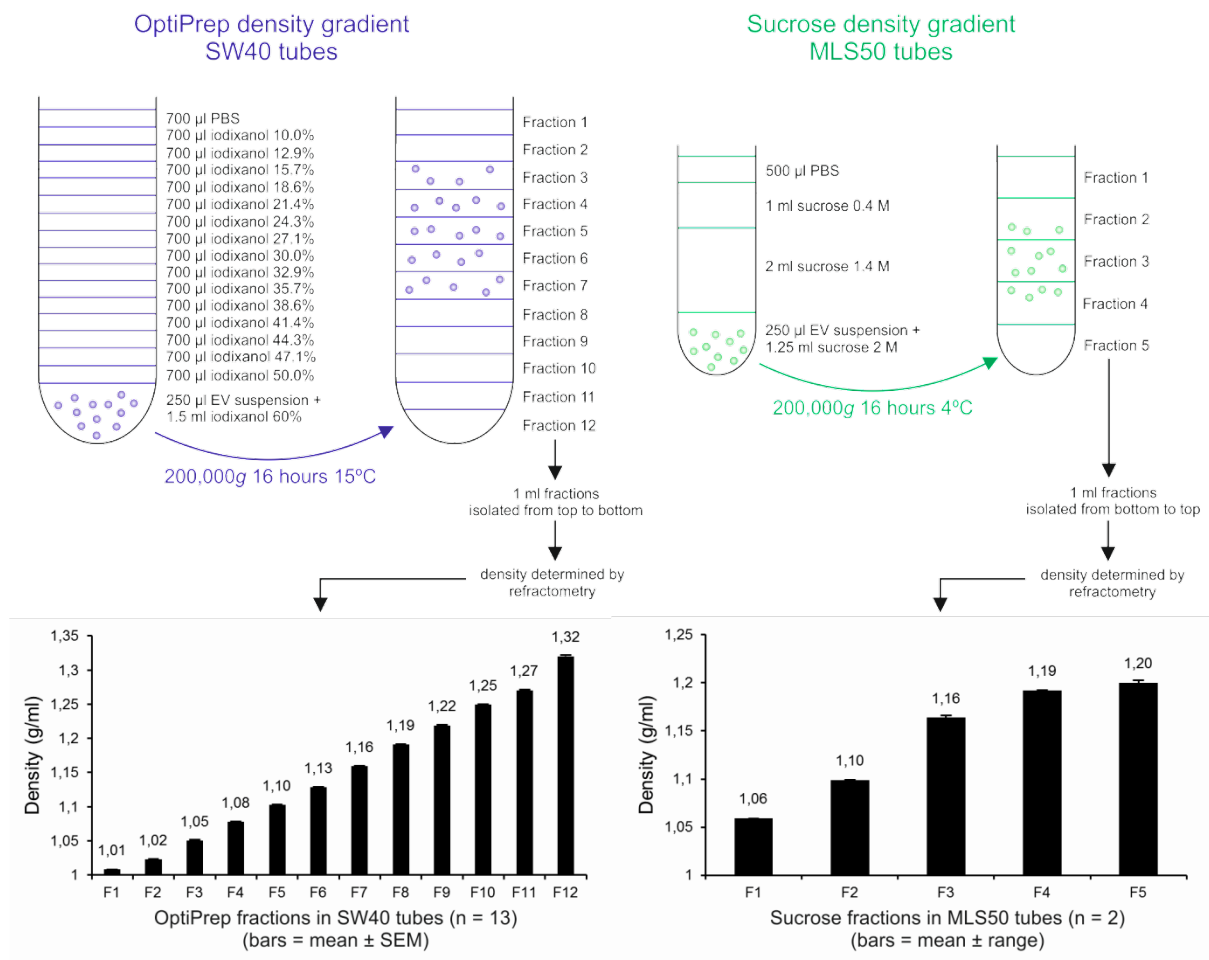 OptiPrep density gradient
SW40 tubes
700 µl PBS
700 µl iodixanol 10.0%
700 µl iodixanol 12.9%
700 µl iodixanol 15.7%
700 µl iodixanol 18.6%
700 µl iodixanol 21.4%
700 µl iodixanol 24.3%
700 µl iodixanol 27.1%
700 µl iodixanol 30.0%
700 µl iodixanol 32.9%
700 µl iodixanol 35.7%
700 µl iodixanol 38.6%
700 µl iodixanol 41.4%
700 µl iodixanol 44.3%
700 µl iodixanol 47.1%
700 µl iodixanol 50.0%
250 µl EV suspension +
1.5 ml iodixanol 60%
Fraction 1
Fraction 2
Fraction 3
Fraction 4
Fraction 5
Fraction 6
Fraction 7
Fraction 8
Fraction 9
Fraction 10
Fraction 11
Fraction 12
200,000g 16 hours 15ºC
1 ml fractions
isolated from top to bottom
density determined by
refractometry
Sucrose density gradient
MLS50 tubes
500 µl PBS
1 ml sucrose 0.4 M
2 ml sucrose 1.4 M
250 µl EV suspension +
1.25 ml sucrose 2 M
Fraction 1
Fraction 2
Fraction 3
Fraction 4
Fraction 5
200,000g 16 hours 4ºC
1 ml fractions
isolated from bottom to top
density determined by
refractometry
Density (g/ml)
1,35
1,3
1,25
1,2
1,15
1,1
1,05
1
1,01
1,02
1,05
1,08
1,10
1,13
1,16
1,19
1,22
1,25
1,27
1,32
F1 F2 F3 F4 F5 F6 F7 F8 F9 F10 F11 F12
OptiPrep fractions in SW40 tubes (n = 13)
(bars = mean ± SEM)
Density (g/ml)
1,25
1,2
1,15
1,1
1,05
1
1,06
1,10
1,16
1,19
1,20
F1 F2 F3 F4 F5
Sucrose fractions in MLS50 tubes (n = 2)
(bars = mean ± range)